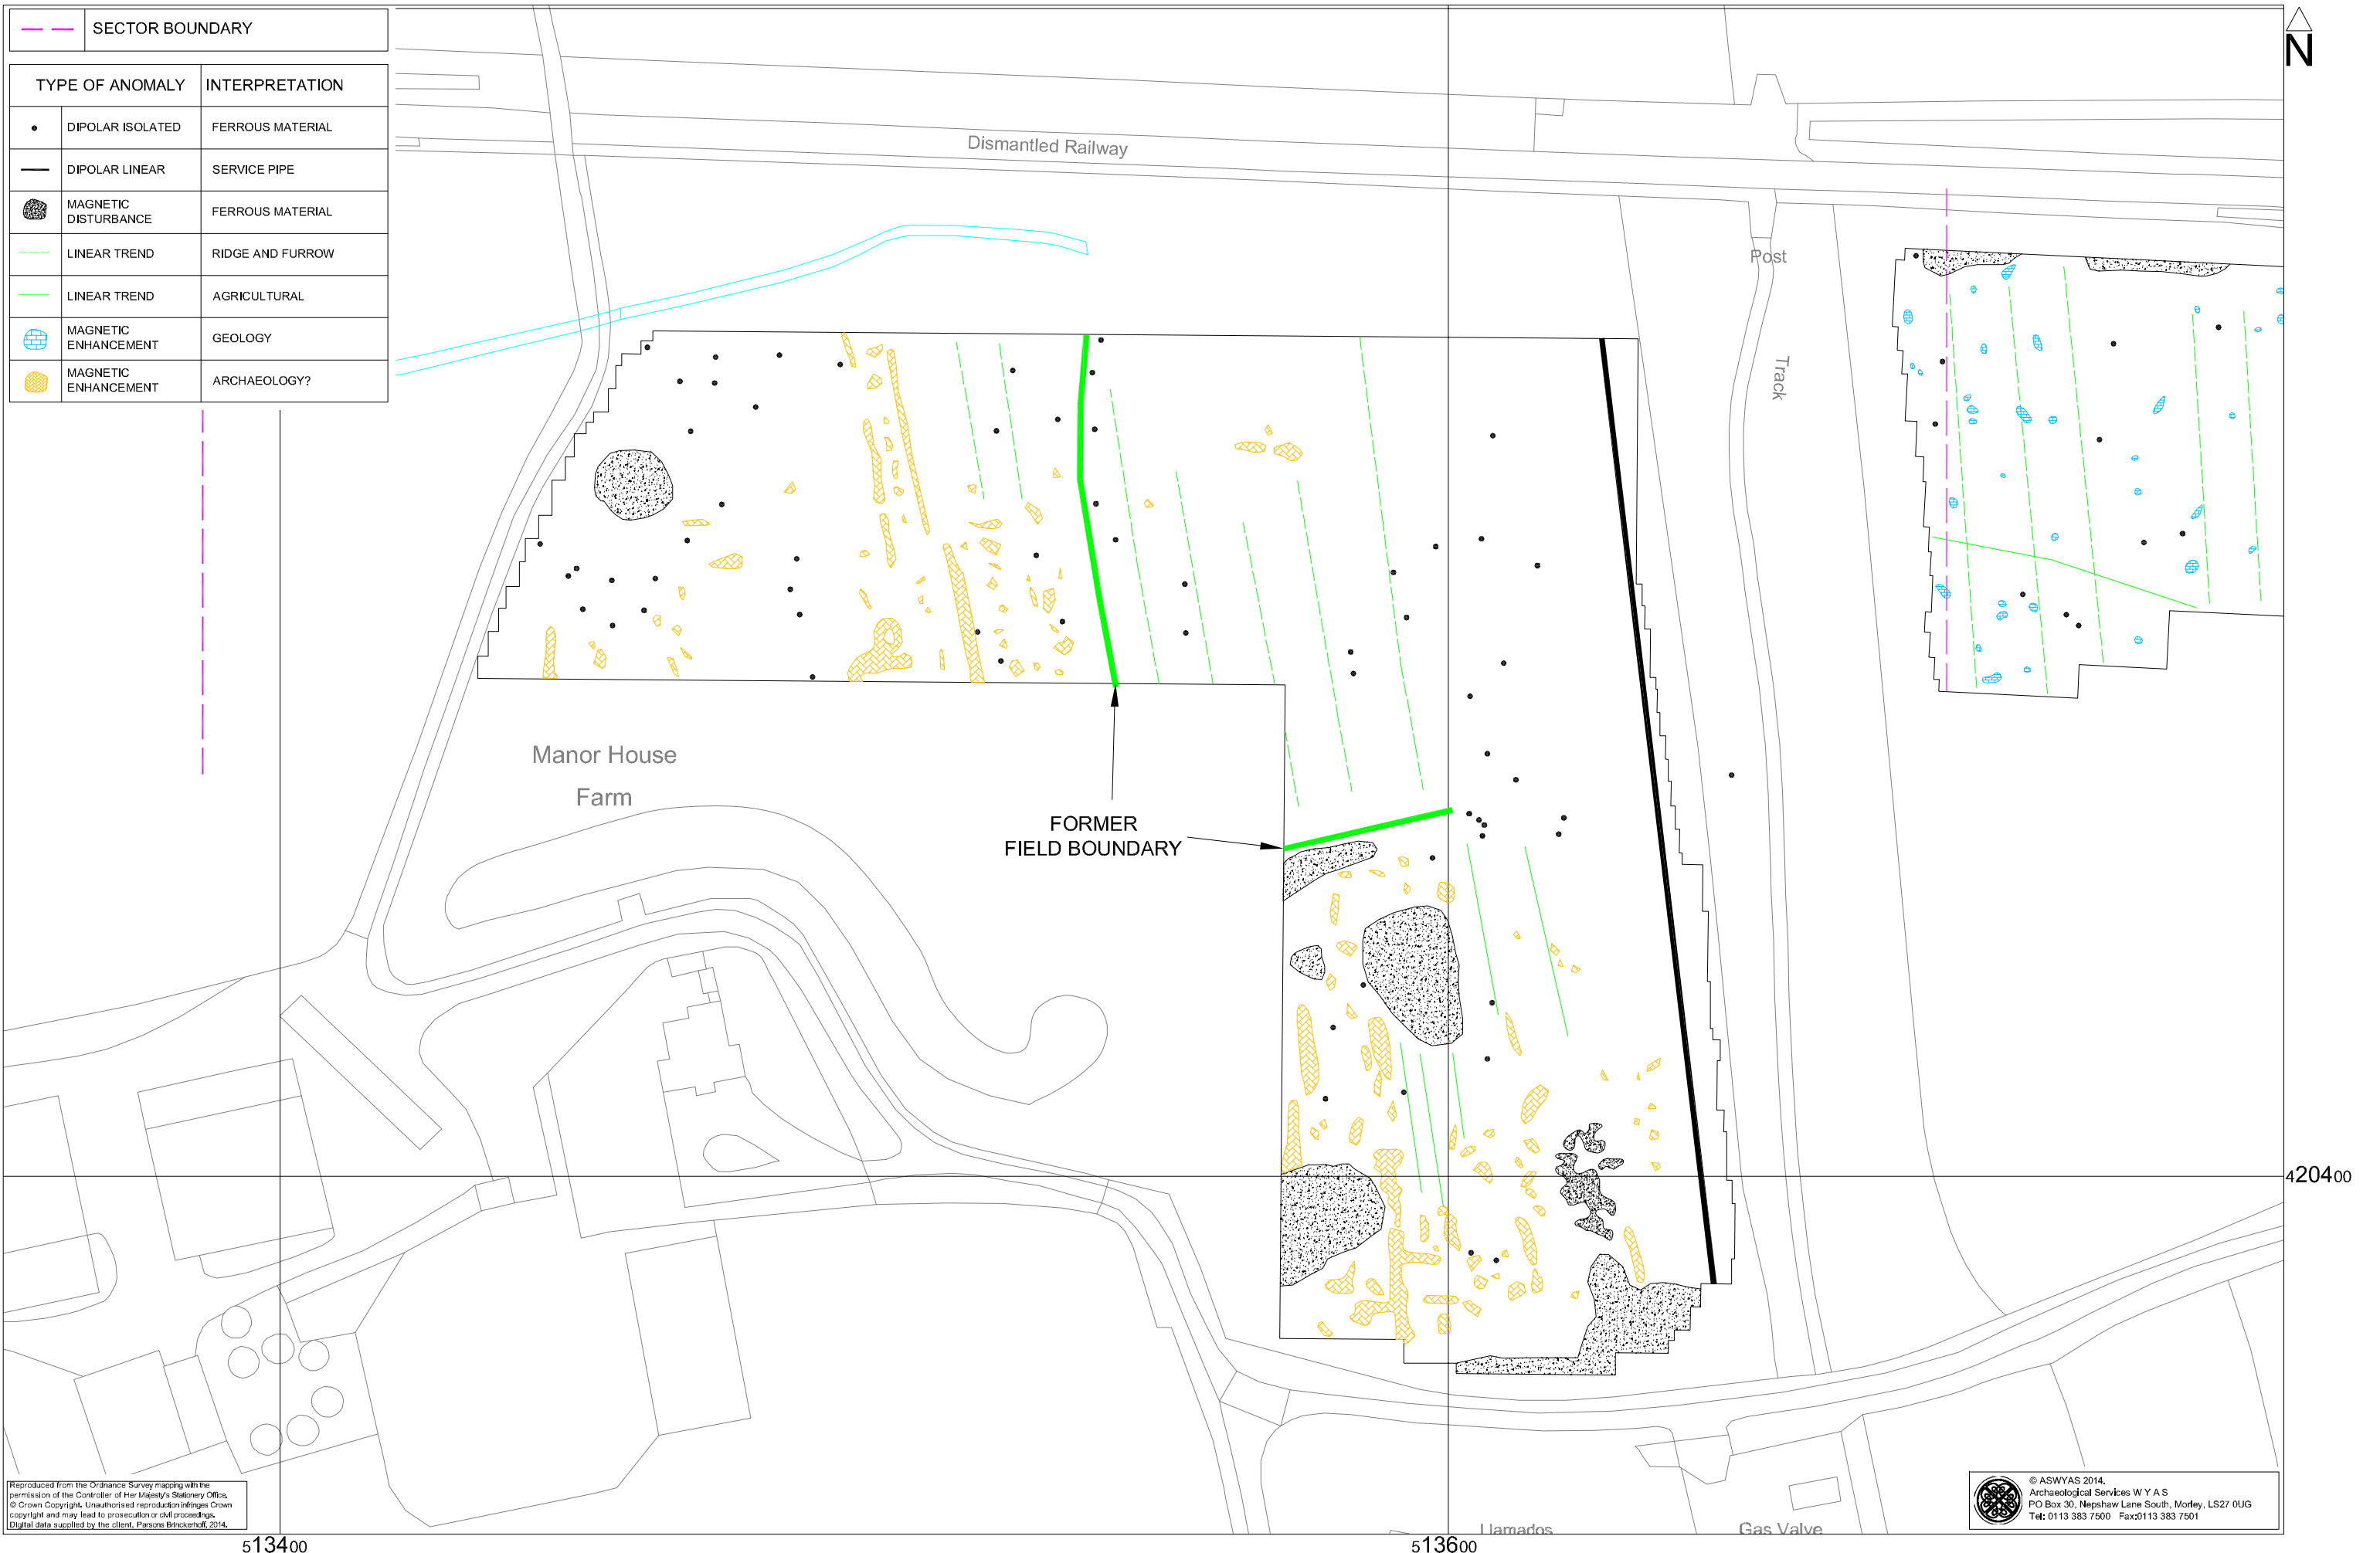 SECTOR BOUNDARY
N
TYPE OF ANOMALY INTERPRETATION
DIPOLAR ISOLATED FERROUS MATERIAL
DIPOLAR LINEAR SERVICE PIPE
MAGNETIC
DISTURBANCE
FERROUS MATERIAL
LINEAR TREND RIDGE AND FURROW
LINEAR TREND AGRICULTURAL
MAGNETIC
ENHANCEMENT
GEOLOGY
MAGNETIC
ENHANCEMENT
ARCHAEOLOGY?
Dismantled Railway
Post
Track
Manor House
Farm
FORMER
FIELD BOUNDARY
420400
Llamados
Gas Valve
Reproduced from the Ordnance Survey mapping with the
permission of the Controller of Her Majesty's Stationery Office.
© Crown Copyright. Unauthorised reproduction infringes Crown
copyright and may lead to prosecution or civil proceedings.
Digital data supplied by the client, Parsons Brinckerhoff, 2014.
© ASWYAS 2014.
Archaeological Services W Y A S
PO Box 30, Nepshaw Lane South, Morley, LS27 0UG
Tel: 0113 383 7500 Fax:0113 383 7501
513400
513600